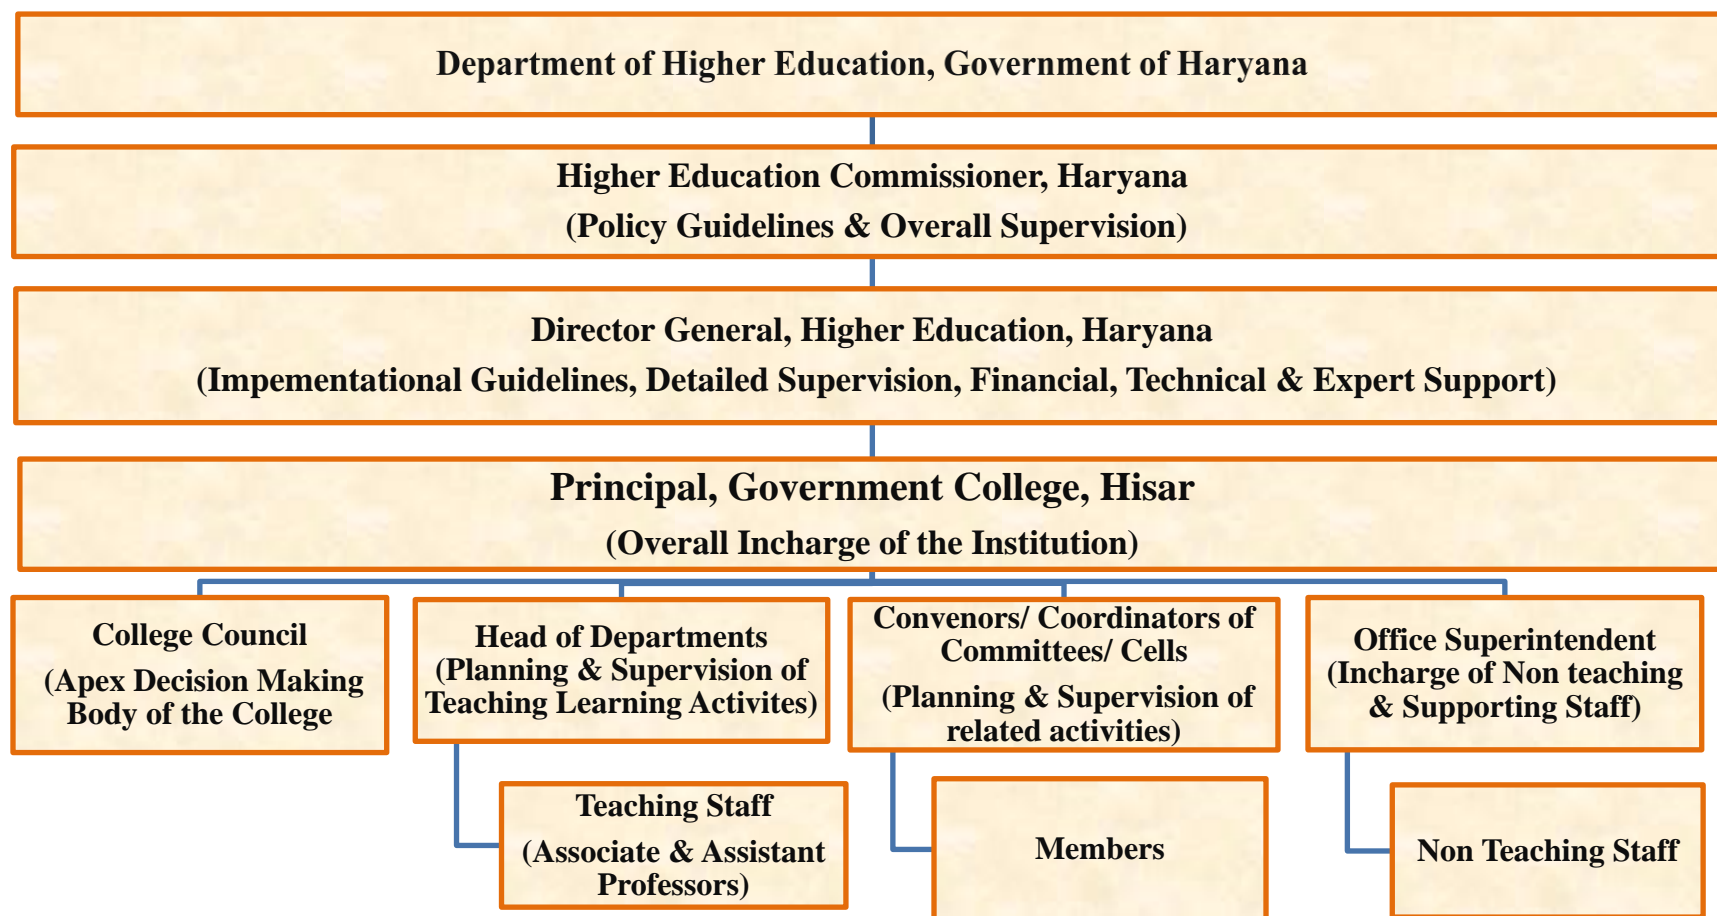 Department of Higher Education, Government of Haryana
Higher Education Commissioner, Haryana
(Policy Guidelines & Overall Supervision)
Director General, Higher Education, Haryana
(Impementational Guidelines, Detailed Supervision, Financial, Technical & Expert Support)
Principal, Government College, Hisar
(Overall Incharge of the Institution)
College Council
(Apex Decision Making
Body of the College
Head of Departments
(Planning & Supervision of
Teaching Learning Activites)
Convenors/ Coordinators of
Committees/ Cells
(Planning & Supervision of
related activities)
Office Superintendent
(Incharge of Non teaching
& Supporting Staff)
Teaching Staff
(Associate & Assistant
Professors)
Members
Non Teaching Staff